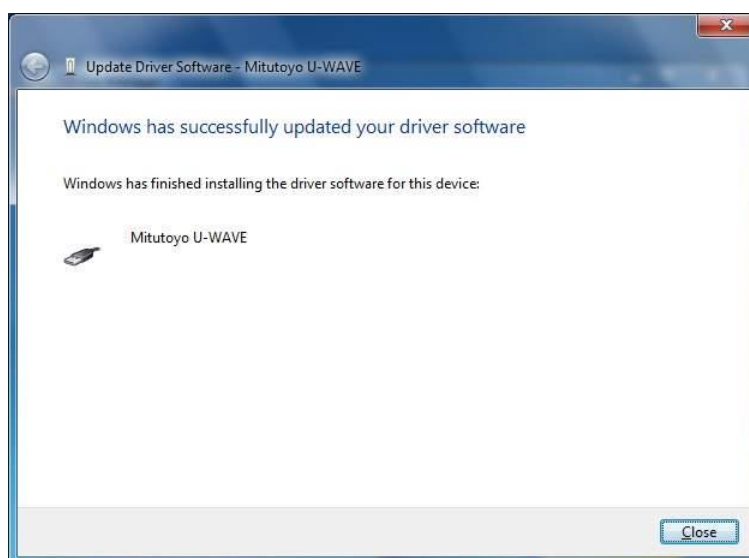 Update Driver Software - Mitutoyo U-WAVE
Windows has successfully updated your driver software
Windows has finished installing the driver software for this device:
Mitutoyo U-WAVE
Close